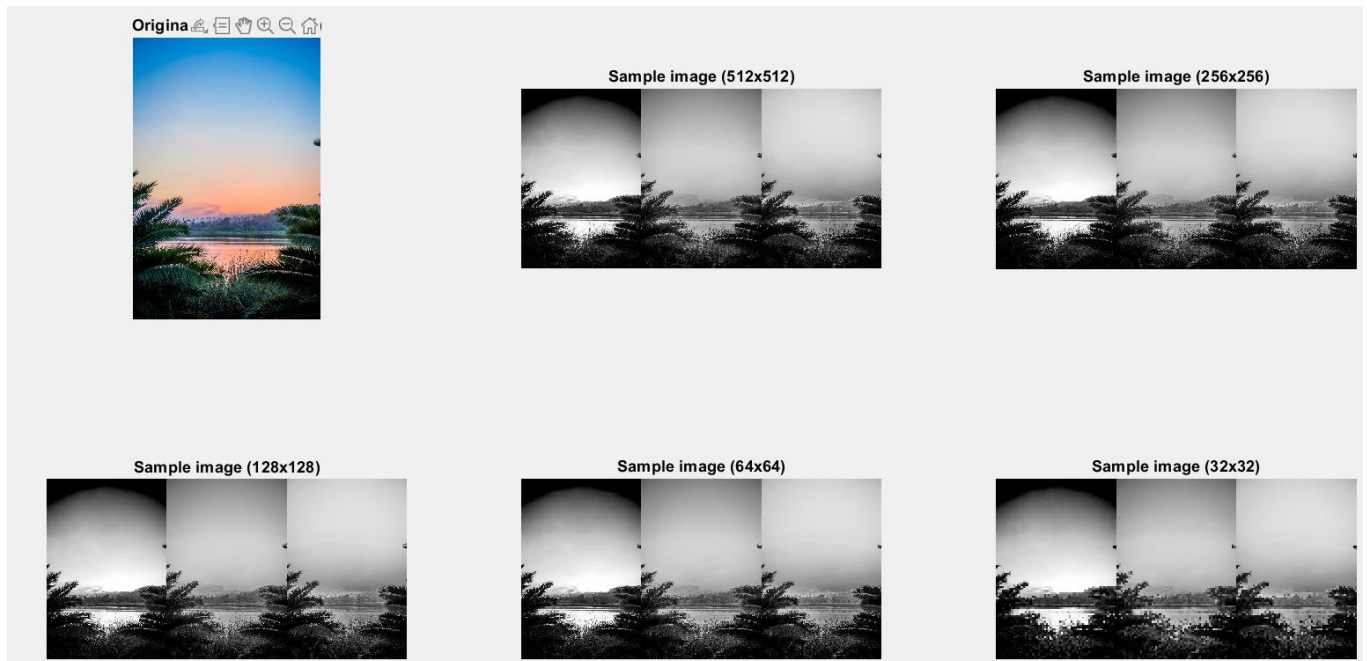 Origina
Sample image (512x512)
Sample image (256x256)
Sample image (128x128)
Sample image (64x64)
Sample image (32x32)